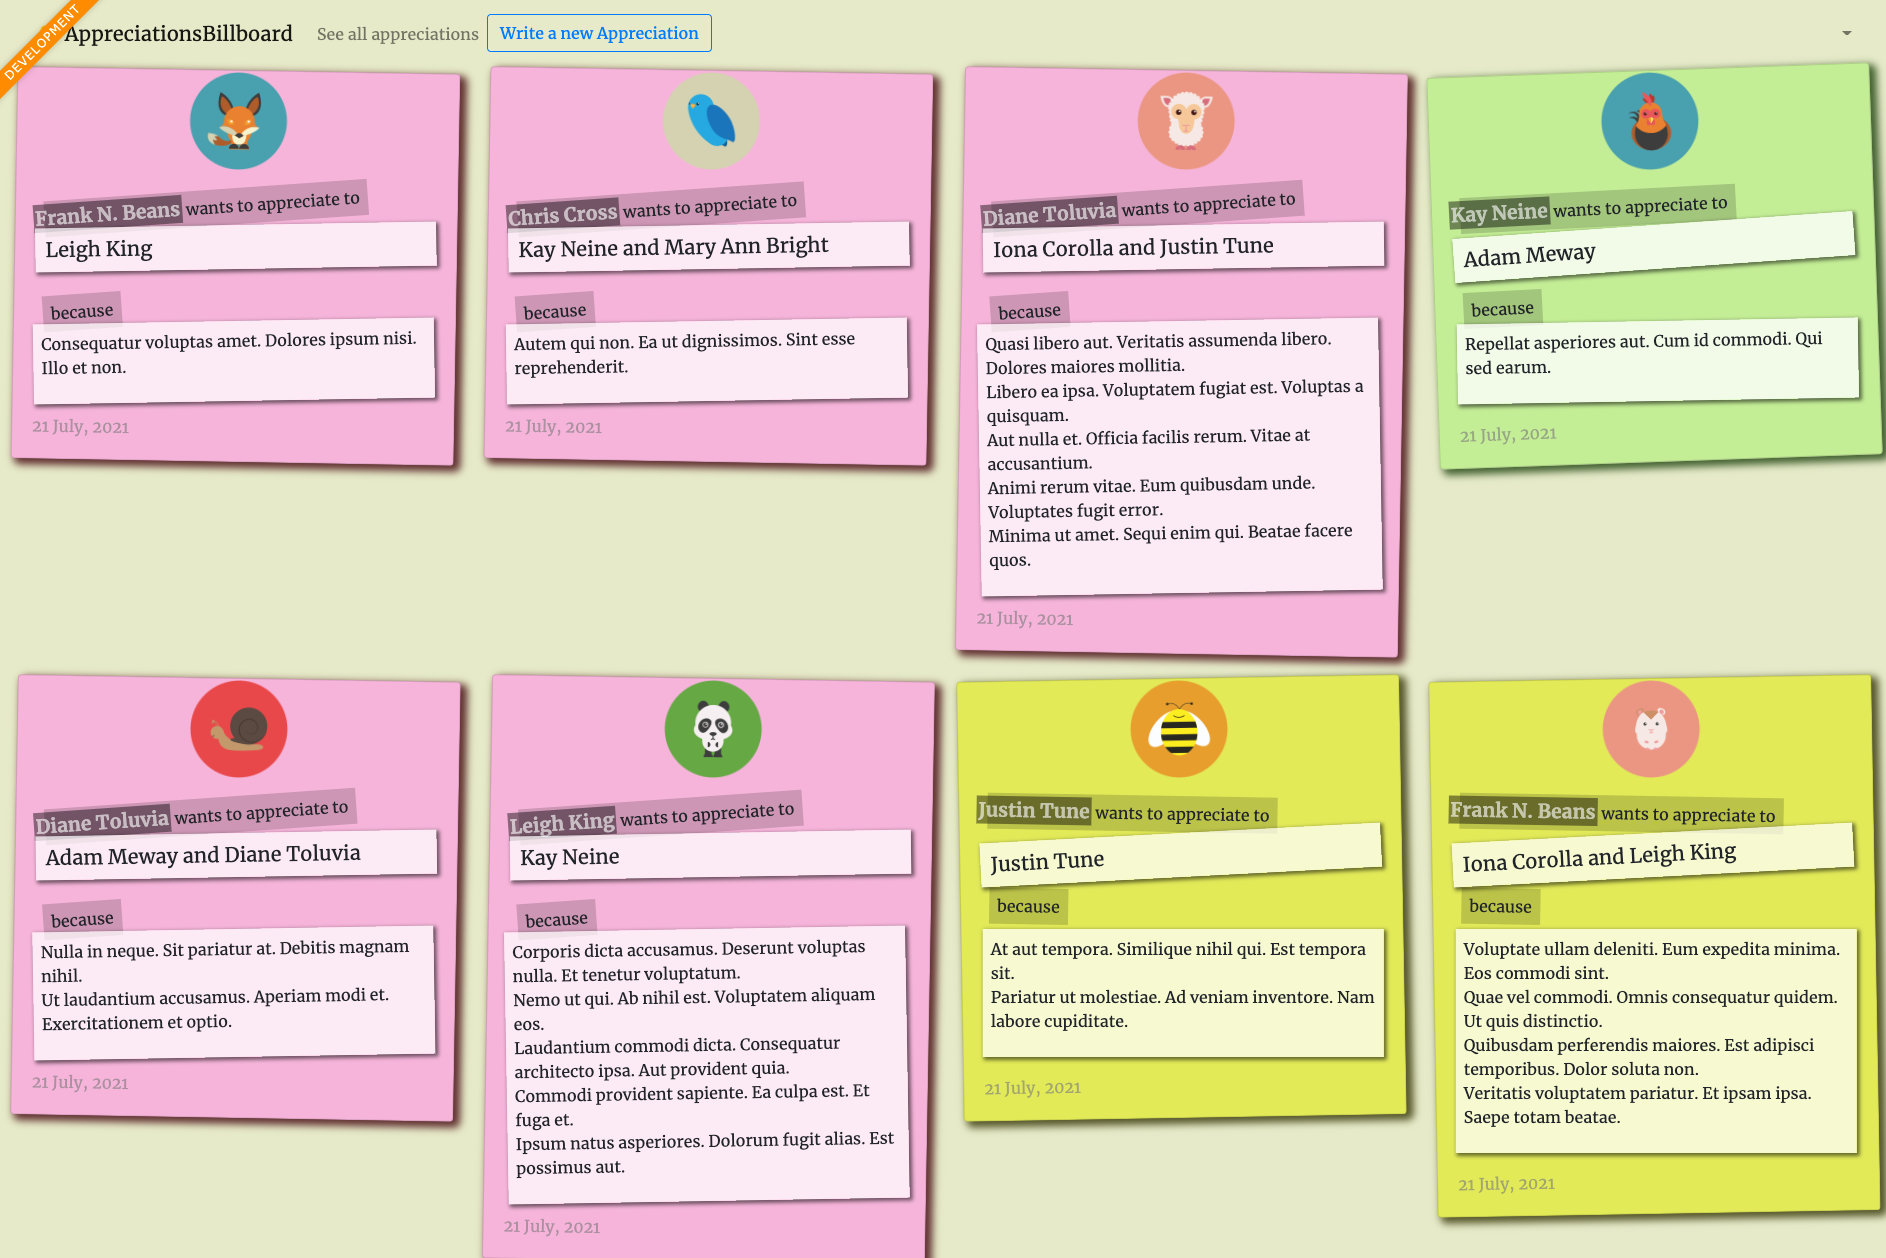 DEVELOPMENT
AppreciationsBillboard
See all appreciations
Write a new Appreciation
Frank N. Beans wants to appreciate to
Leigh King
because
Consequatur voluptas amet. Dolores ipsum nisi.
Illo et non.
21 July, 2021
Chris Cross wants to appreciate to
Kay Neine and Mary Ann Bright
because
Autem qui non. Ea ut dignissimos. Sint esse
reprehenderit.
21 July, 2021
Diane Toluvia wants to appreciate to
Iona Corolla and Justin Tune
because
Quasi libero aut. Veritatis assumenda libero.
Dolores maiores mollitia.
Libero ea ipsa. Voluptatem fugiat est. Voluptas a
quisquam.
Aut nulla et. Officia facilis rerum. Vitae at
accusantium.
Animi rerum vitae. Eum quibusdam unde.
Voluptates fugit error.
Minima ut amet. Sequi enim qui. Beatae facere
quos.
21 July, 2021
Kay Neine wants to appreciate to
Adam Meway
because
Repellat asperiores aut. Cum id commodi. Qui
sed earum.
21 July, 2021
Diane Toluvia wants to appreciate to
Adam Meway and Diane Toluvia
because
Nulla in neque. Sit pariatur at. Debitis magnam
nihil.
Ut laudantium accusamus. Aperiam modi et.
Exercitationem et optio.
21 July, 2021
Leigh King wants to appreciate to
Kay Neine
because
Corporis dicta accusamus. Deserunt voluptas
nulla. Et tenetur voluptatum.
Nemo ut qui. Ab nihil est. Voluptatem aliquam
eos.
Laudantium commodi dicta. Consequatur
architecto ipsa. Aut provident quia.
Commodi provident sapiente. Ea culpa est. Et
fuga et.
Ipsum natus asperiores. Dolorum fugit alias. Est
possimus aut.
21 July, 2021
Justin Tune wants to appreciate to
Justin Tune
because
At aut tempora. Similique nihil qui. Est tempora
sit.
Pariatur ut molestiae. Ad veniam inventore. Nam
labore cupiditate.
21 July, 2021
Frank N. Beans wants to appreciate to
Iona Corolla and Leigh King
because
Voluptate ullam deleniti. Eum expedita minima.
Eos commodi sint.
Quae vel commodi. Omnis consequatur quidem.
Ut quis distinctio.
Quibusdam perferendis maiores. Est adipisci
temporibus. Dolor soluta non.
Veritatis voluptatem pariatur. Et ipsam ipsa.
Saepe totam beatae.
21 July, 2021